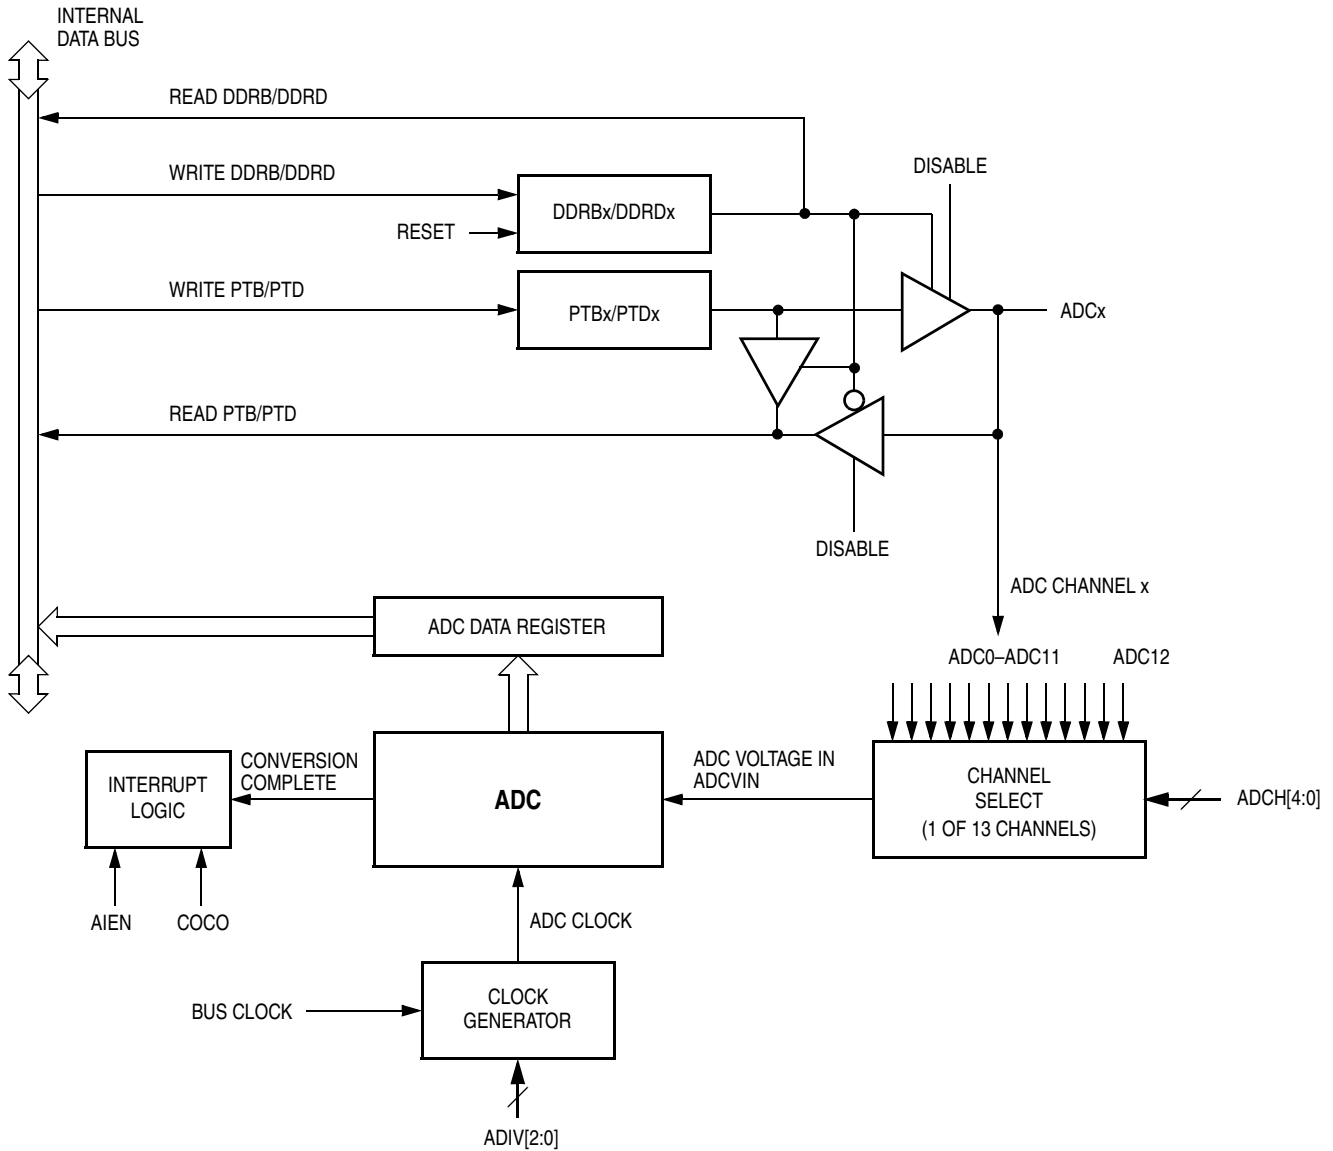 INTERNAL
DATA BUS
READ DDRB/DDRD
WRITE DDRB/DDRD
DISABLE
DDRBx/DDRDx
RESET
WRITE PTB/PTD
PTBx/PTDx
ADCx
READ PTB/PTD
DISABLE
ADC CHANNEL x
ADC DATA REGISTER
ADC0–ADC11
ADC12
INTERRUPT
LOGIC
CONVERSION
COMPLETE
ADC
ADC VOLTAGE IN
ADCVIN
CHANNEL
SELECT
(1 OF 13 CHANNELS)
ADCH[4:0]
AIEN
COCO
ADC CLOCK
BUS CLOCK
CLOCK
GENERATOR
ADIV[2:0]